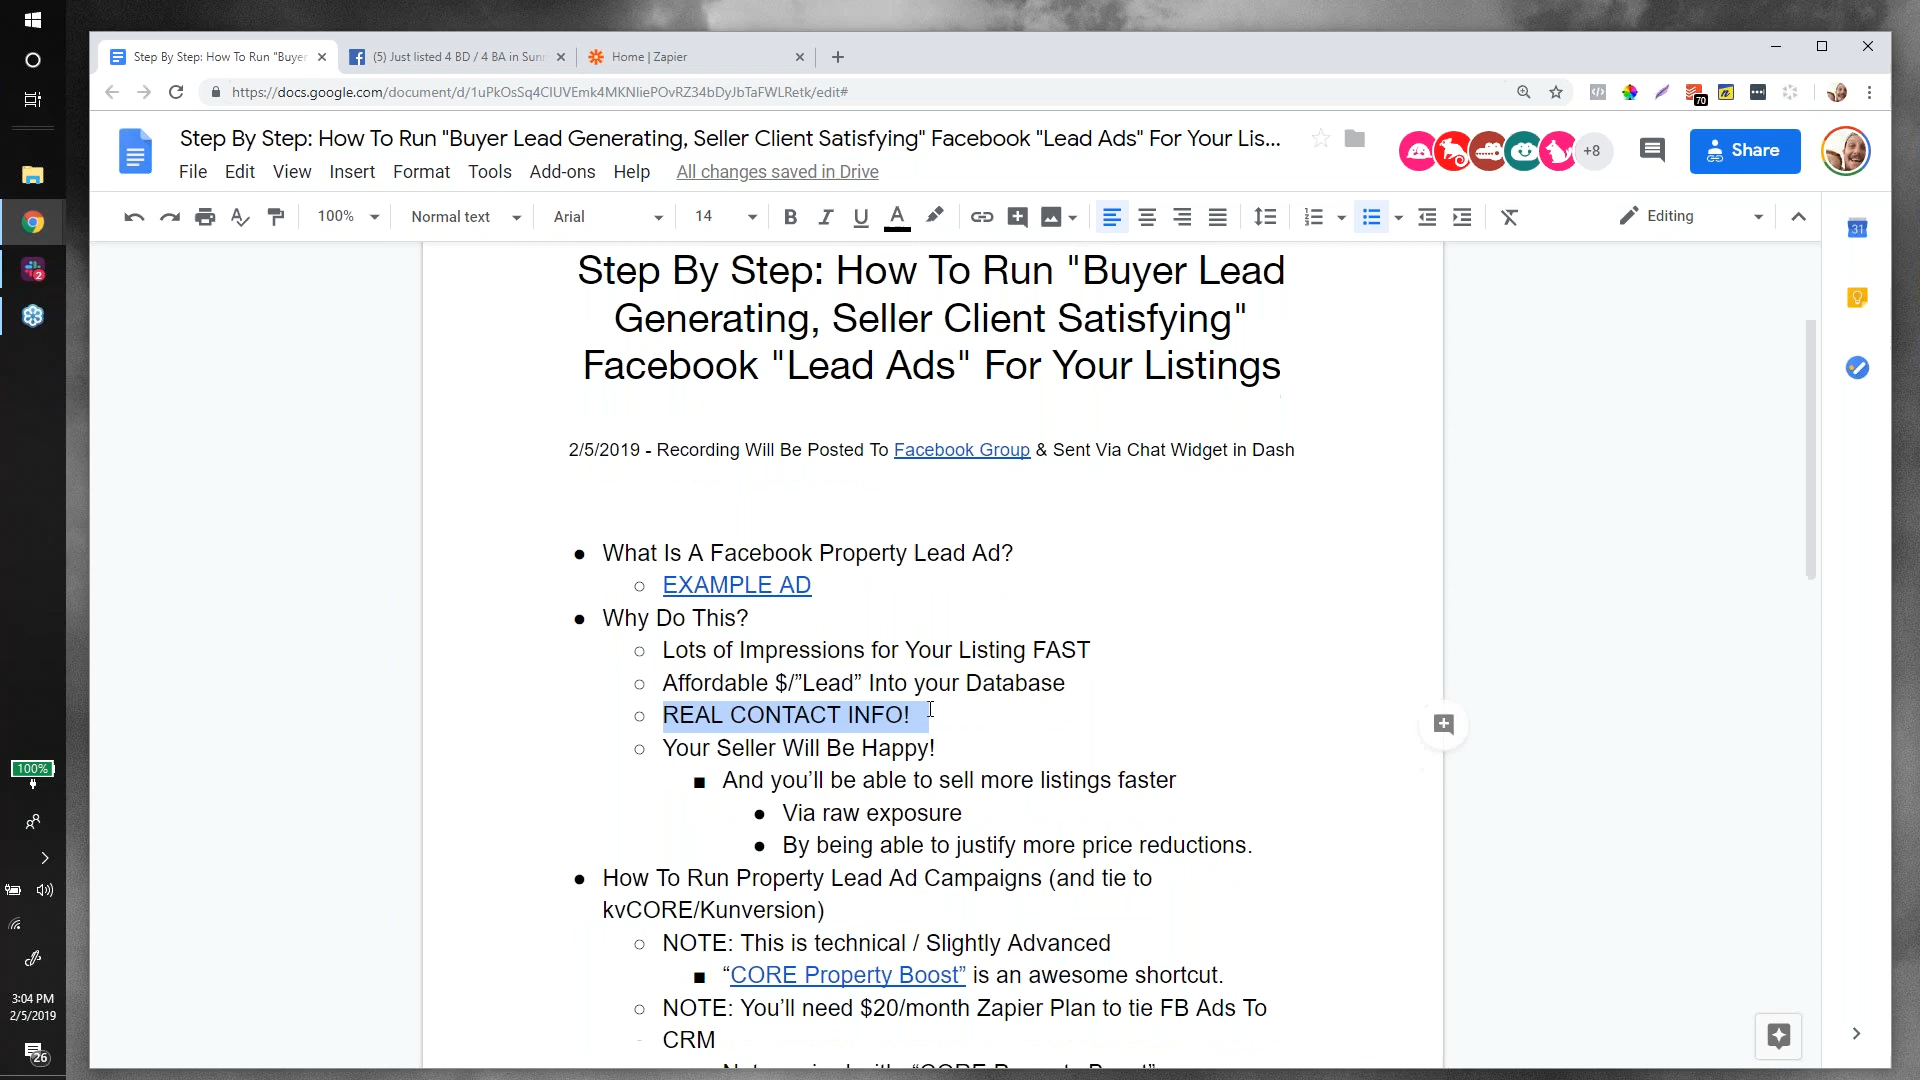 Step By Step: How To Run "Buyer
(5) Just listed 4 BD / 4 BA in Sunn
Home | Zapier
https://docs.google.com/document/d/1uPkOsSq4CIUVEmk4MKNIiePOvRZ34bDyJbTaFWLRetk/edit#
70
Step By Step: How To Run "Buyer Lead Generating, Seller Client Satisfying" Facebook "Lead Ads" For Your Lis...
+8
Share
File Edit View Insert Format Tools Add-ons Help All changes saved in Drive
100% Normal text Arial 14 B I U A Editing
31
Step By Step: How To Run "Buyer Lead
Generating, Seller Client Satisfying"
Facebook "Lead Ads" For Your Listings
2/5/2019 - Recording Will Be Posted To Facebook Group & Sent Via Chat Widget in Dash
● What Is A Facebook Property Lead Ad?
○ EXAMPLE AD
● Why Do This?
○ Lots of Impressions for Your Listing FAST
○ Affordable $/”Lead” Into your Database
○ REAL CONTACT INFO!
○ Your Seller Will Be Happy!
■ And you’ll be able to sell more listings faster
● Via raw exposure
● By being able to justify more price reductions.
● How To Run Property Lead Ad Campaigns (and tie to
kvCORE/Kunversion)
○ NOTE: This is technical / Slightly Advanced
■ “CORE Property Boost” is an awesome shortcut.
○ NOTE: You’ll need $20/month Zapier Plan to tie FB Ads To
CRM
2
100%
3:04 PM
2/5/2019
26